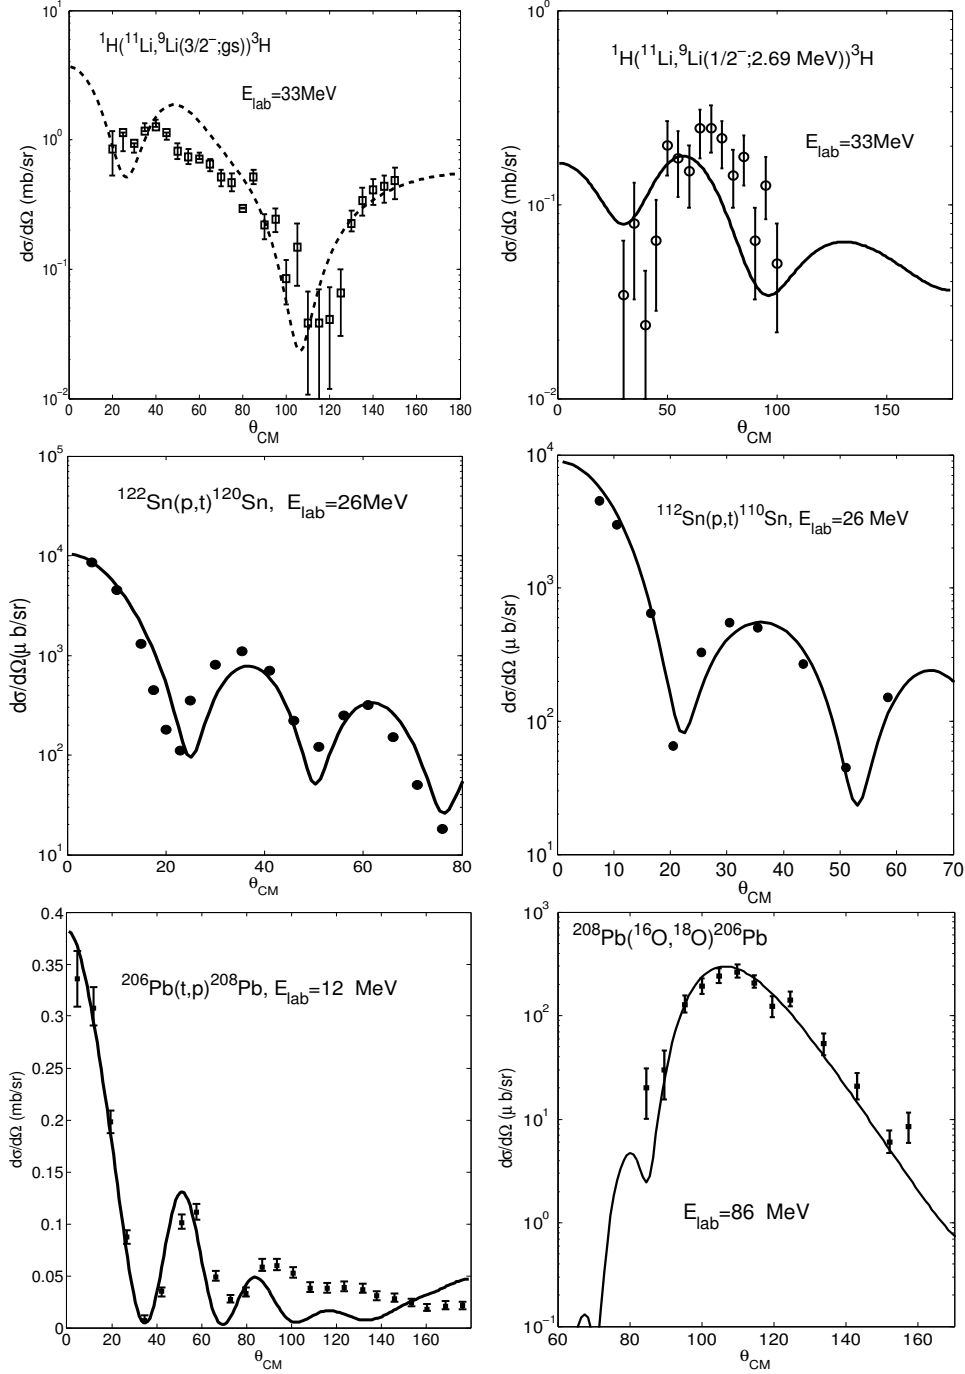 10¹
¹H(¹¹Li,⁹Li(3/2⁻;gs))³H
E_lab=33MeV
10⁰
10⁻¹
10⁻²
dσ/dΩ (mb/sr)
0 20 40 60 80 100 120 140 160 180
θ_CM
10⁰
¹H(¹¹Li,⁹Li(1/2⁻;2.69 MeV))³H
E_lab=33MeV
10⁻¹
10⁻²
dσ/dΩ (mb/sr)
0 50 100 150
θ_CM
10⁵
¹²²Sn(p,t)¹²⁰Sn, E_lab=26MeV
10⁴
10³
10²
10¹
dσ/dΩ(μ b/sr)
0 20 40 60 80
θ_CM
10⁴
¹¹²Sn(p,t)¹¹⁰Sn, E_lab=26 MeV
10³
10²
10¹
dσ/dΩ (μ b/sr)
0 10 20 30 40 50 60 70
θ_CM
0.4
0.35
²⁰⁶Pb(t,p)²⁰⁸Pb, E_lab=12 MeV
0.3
0.25
0.2
0.15
0.1
0.05
0
dσ/dΩ (mb/sr)
0 20 40 60 80 100 120 140 160
θ_CM
10³
²⁰⁸Pb(¹⁶O,¹⁸O)²⁰⁶Pb
10²
10¹
E_lab=86 MeV
10⁰
10⁻¹
dσ/dΩ (μ b/sr)
60 80 100 120 140 160
θ_CM